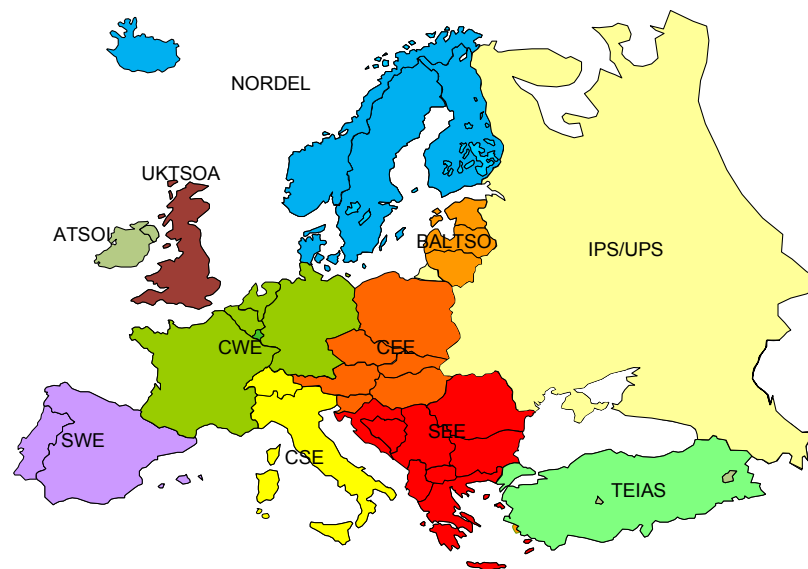 NORDEL
UKTSOA
ATSOI
BALTSO
IPS/UPS
CWE
CEE
SWE
CSE
SEE
TEIAS